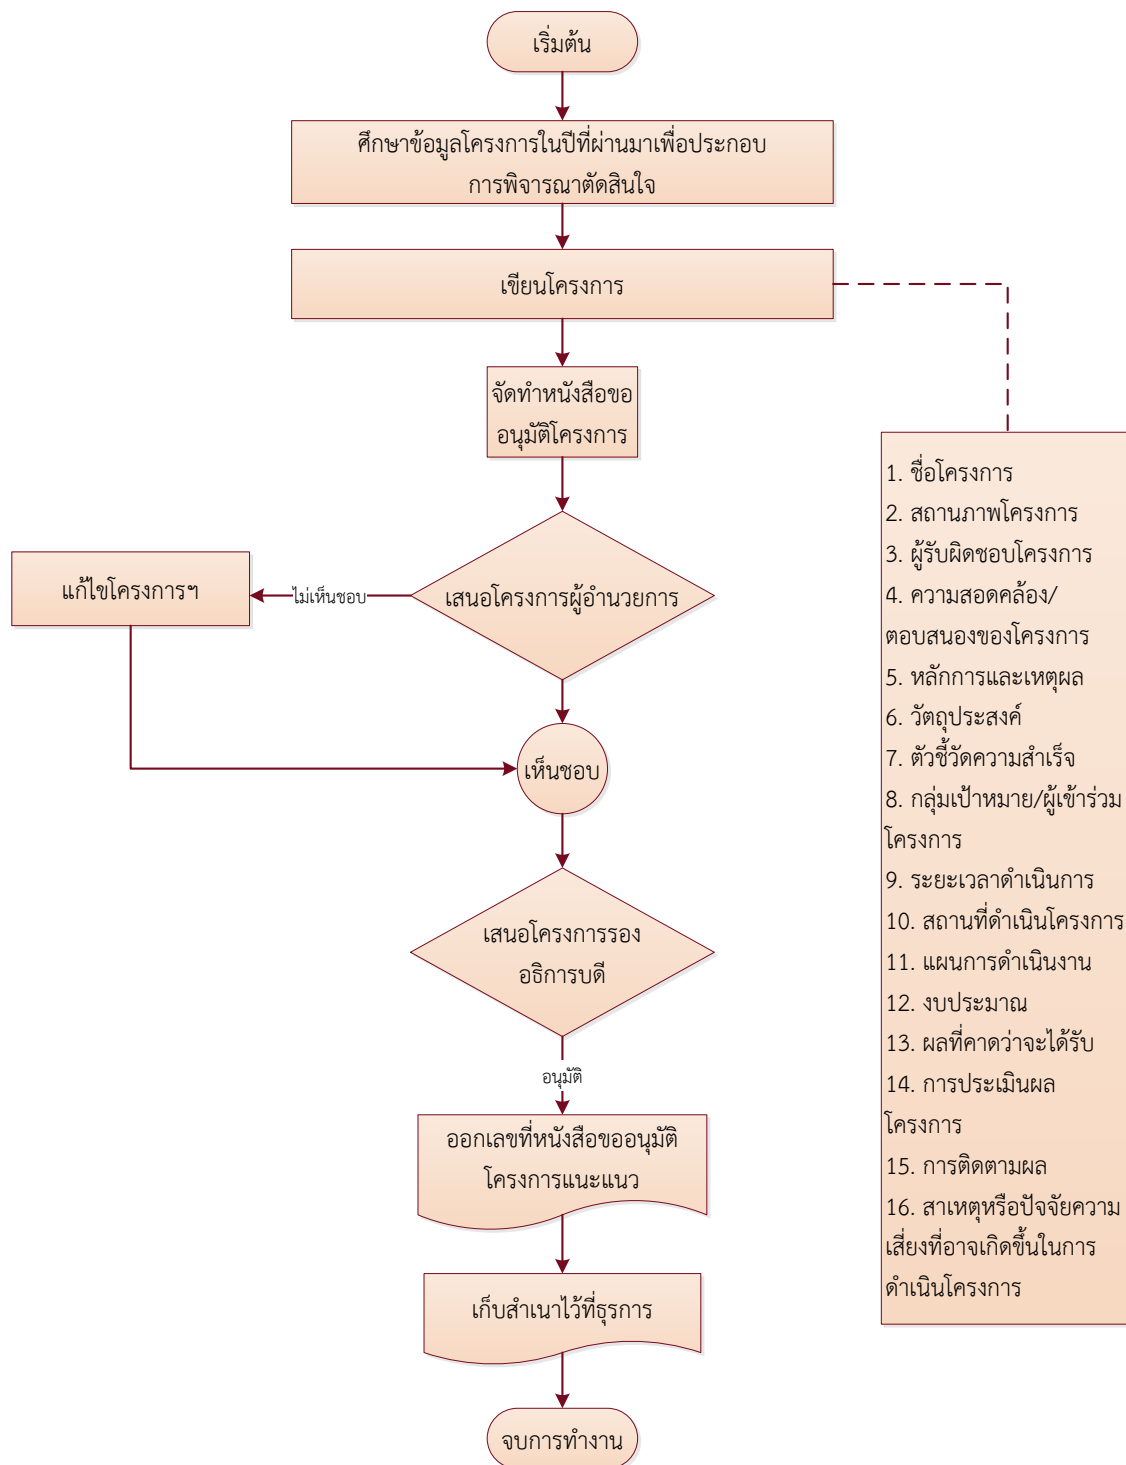 เริ่มต้น
ศึกษาข้อมูลโครงการในปีที่ผ่านมาเพื่อประกอบ
การพิจารณาตัดสินใจ
เขียนโครงการ
จัดทำหนังสือขอ
อนุมัติโครงการ
เสนอโครงการผู้อำนวยการ
ไม่เห็นชอบ
แก้ไขโครงการฯ
เห็นชอบ
เสนอโครงการรอง
อธิการบดี
อนุมัติ
ออกเลขที่หนังสือขออนุมัติ
โครงการแนะแนว
เก็บสำเนาไว้ที่ธุรการ
จบการทำงาน
1. ชื่อโครงการ
2. สถานภาพโครงการ
3. ผู้รับผิดชอบโครงการ
4. ความสอดคล้อง/
ตอบสนองของโครงการ
5. หลักการและเหตุผล
6. วัตถุประสงค์
7. ตัวชี้วัดความสำเร็จ
8. กลุ่มเป้าหมาย/ผู้เข้าร่วม
โครงการ
9. ระยะเวลาดำเนินการ
10. สถานที่ดำเนินโครงการ
11. แผนการดำเนินงาน
12. งบประมาณ
13. ผลที่คาดว่าจะได้รับ
14. การประเมินผล
โครงการ
15. การติดตามผล
16. สาเหตุหรือปัจจัยความ
เสี่ยงที่อาจเกิดขึ้นในการ
ดำเนินโครงการ